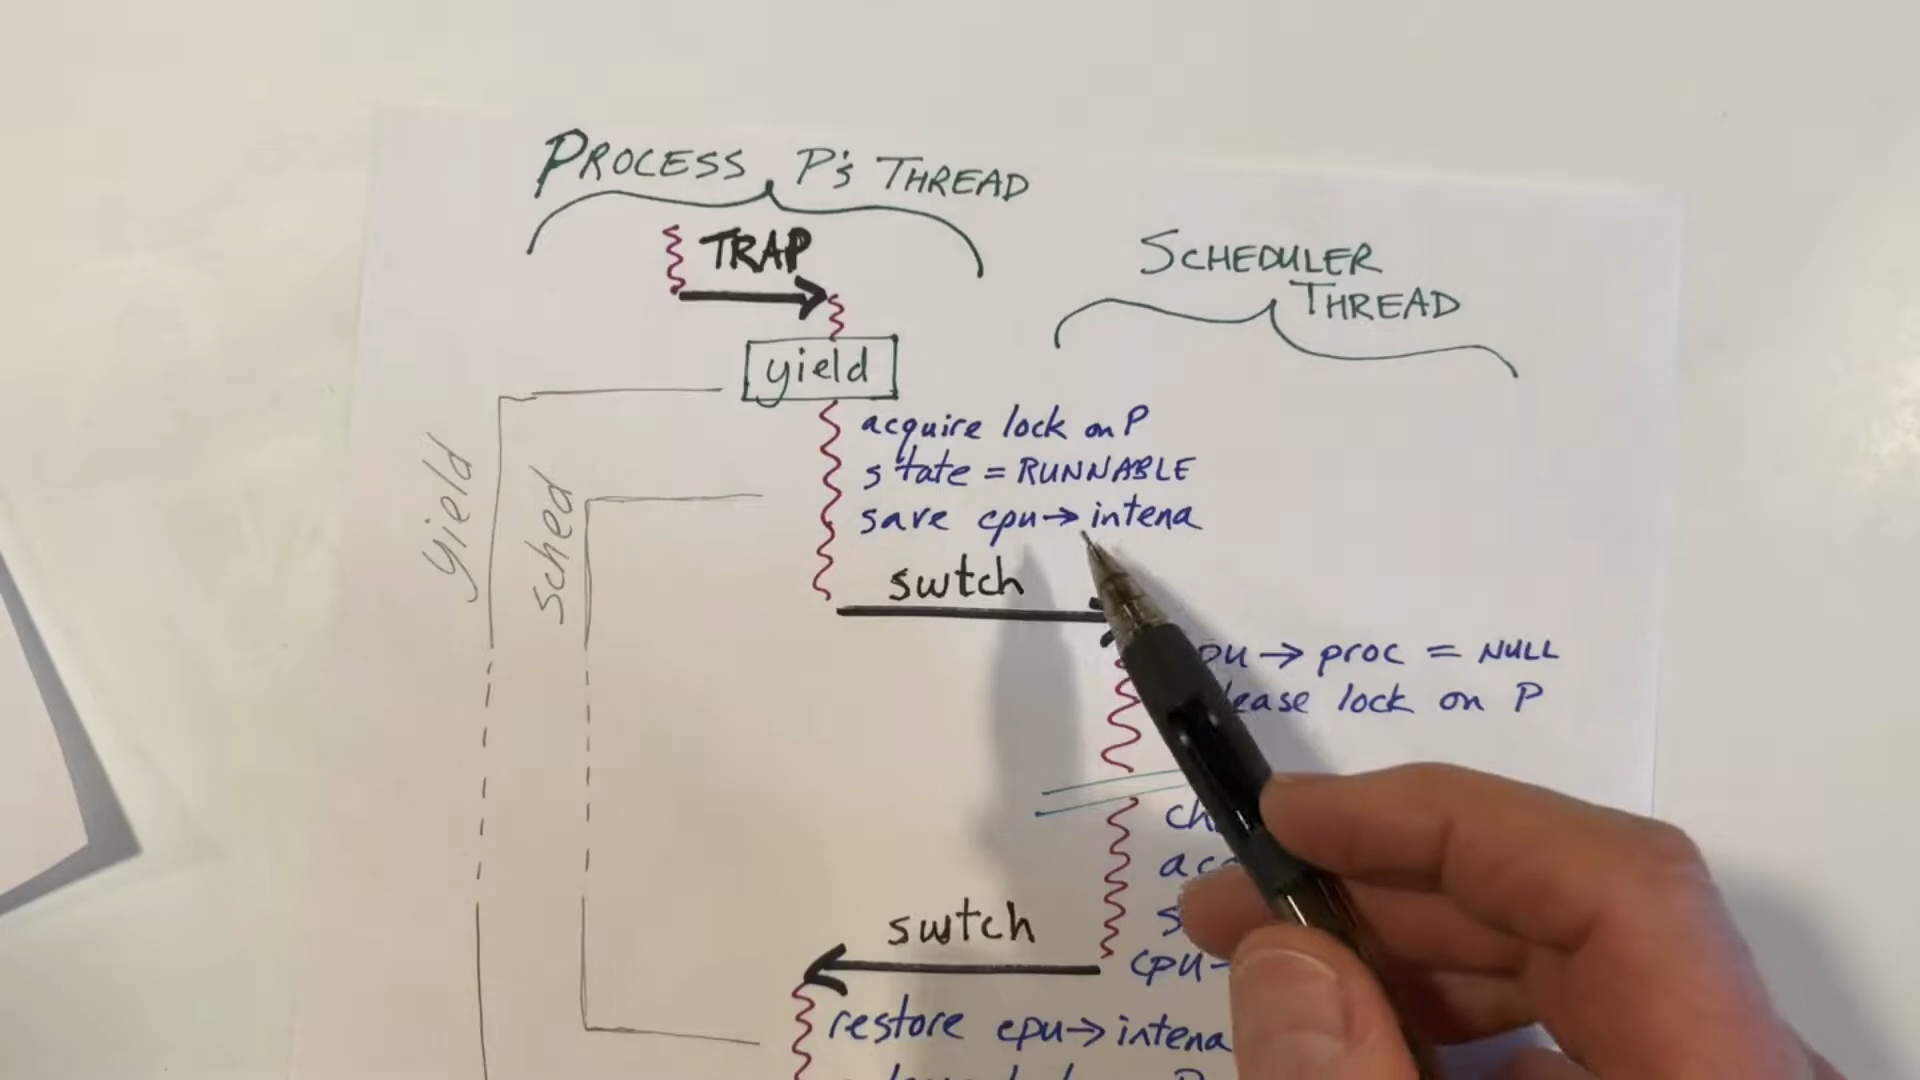 PROCESS P's THREAD
TRAP
SCHEDULER
THREAD
yield
acquire lock on P
state = RUNNABLE
save cpu→intena
yield
sched
swtch
→ proc = NULL
lock on P
swtch
restore cpu→intena